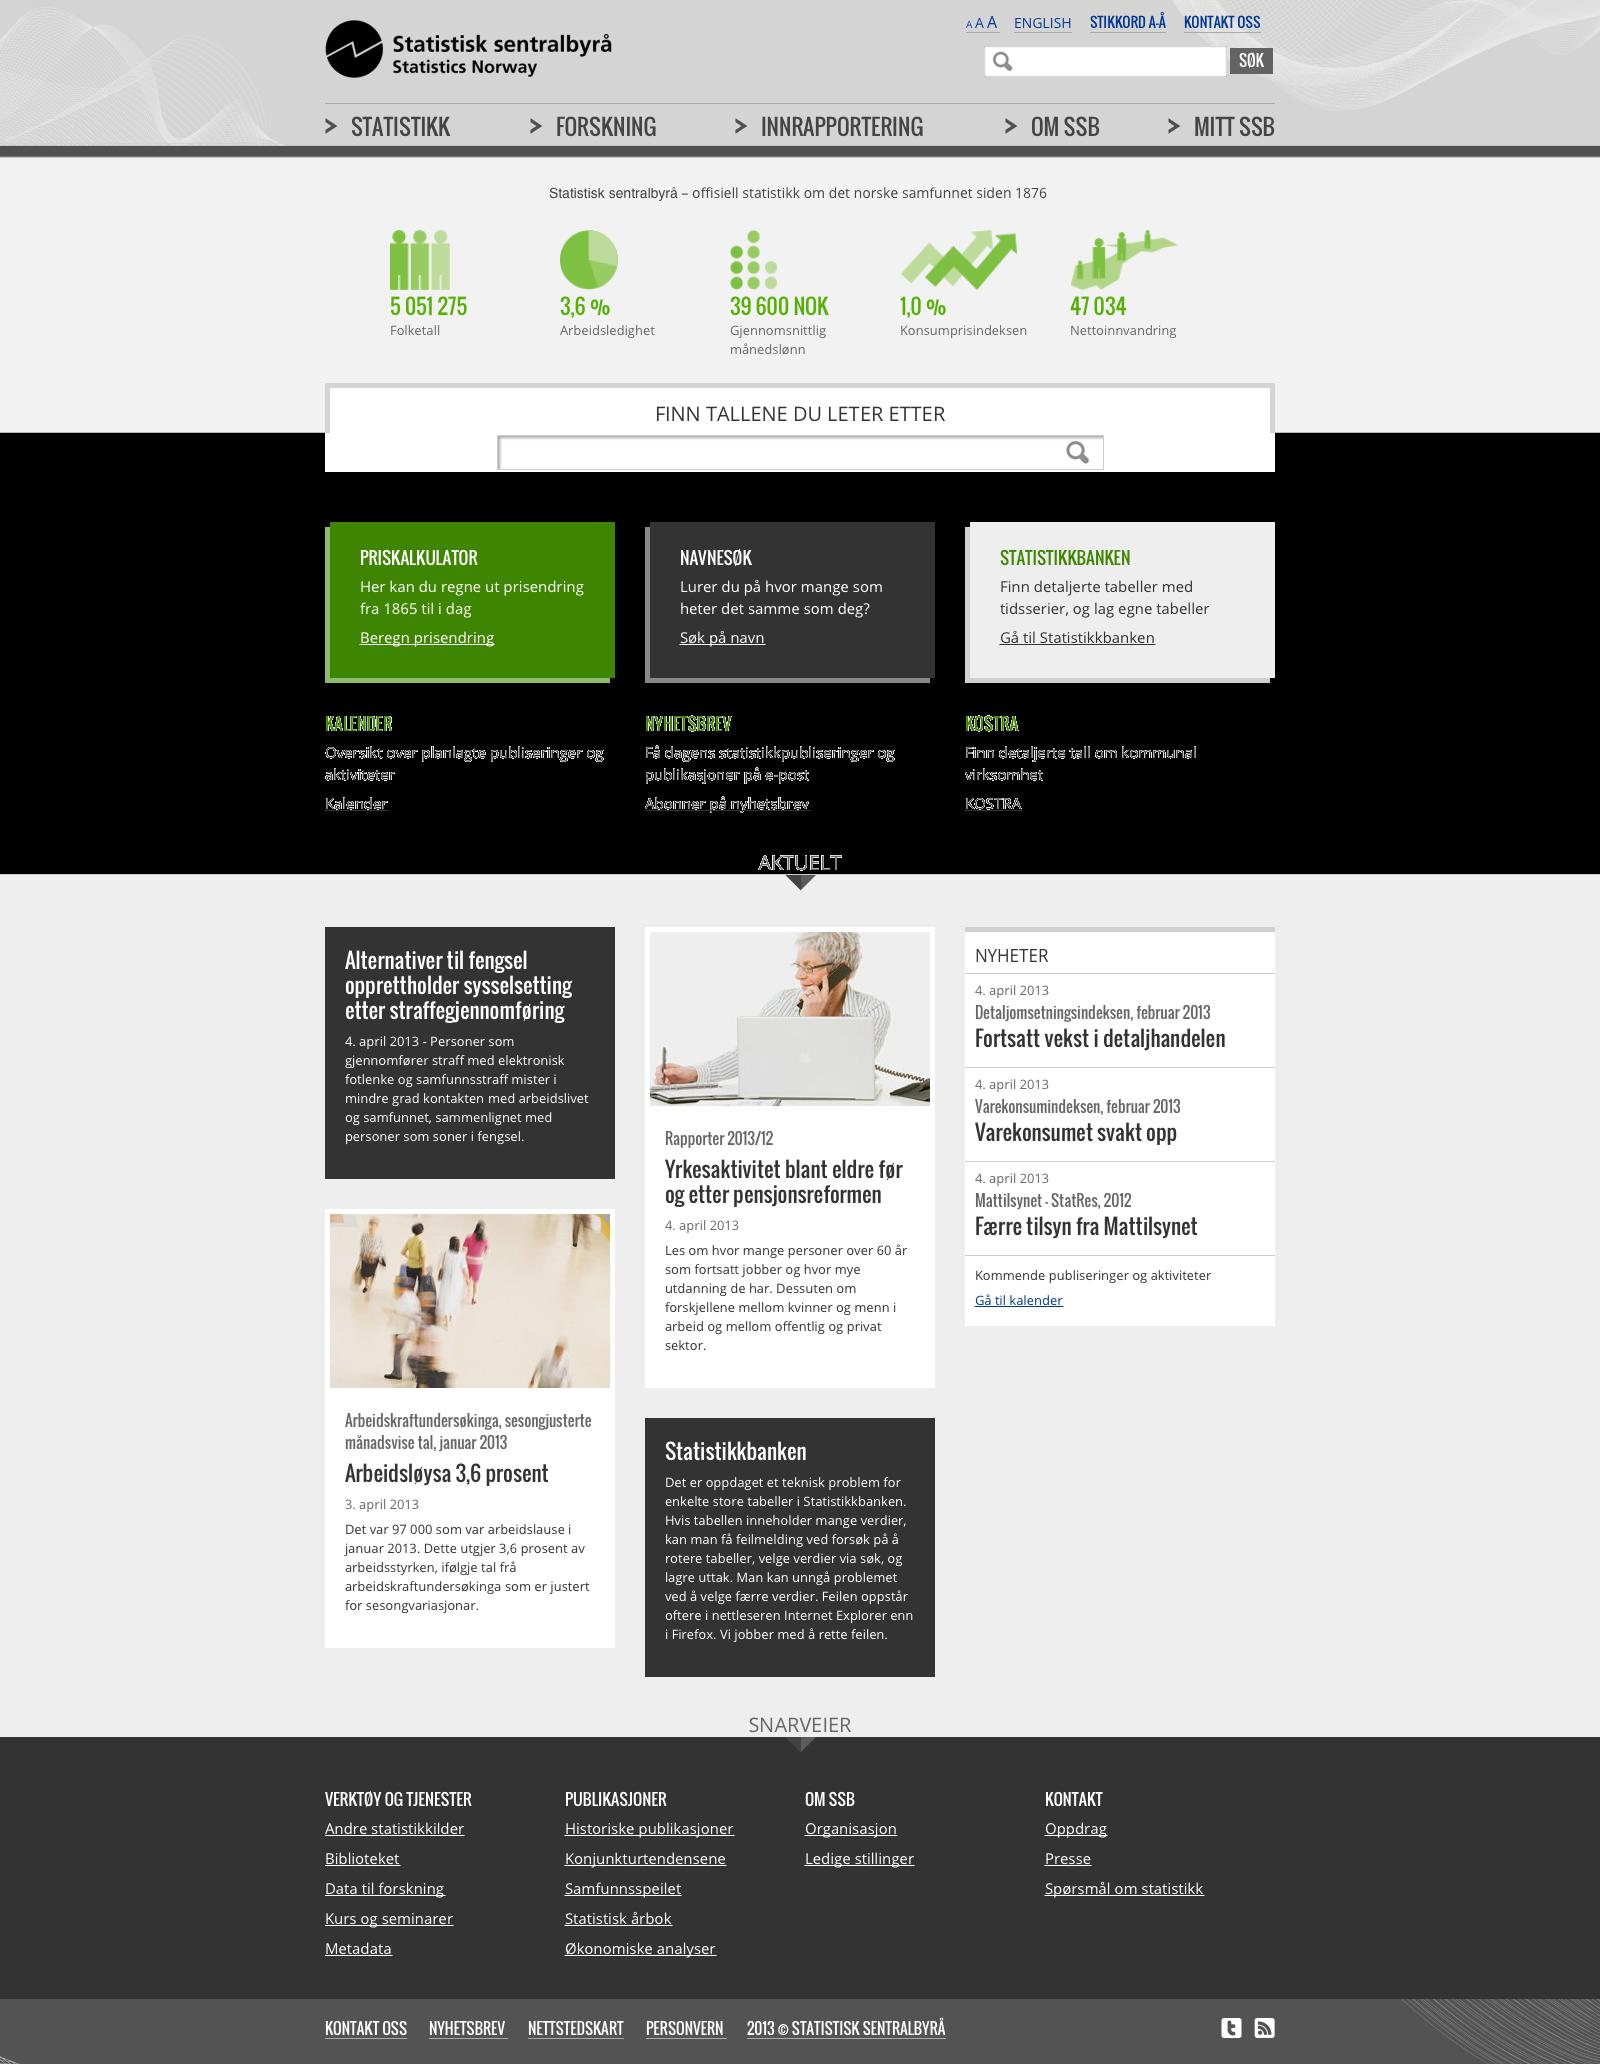 A A A ENGLISH STIKKORD A-Å KONTAKT OSS
Statistisk sentralbyrå
Statistics Norway
SØK
> STATISTIKK > FORSKNING > INNRAPPORTERING > OM SSB > MITT SSB
Statistisk sentralbyrå – offisiell statistikk om det norske samfunnet siden 1876
5 051 275
Folketall
3,6 %
Arbeidsledighet
39 600 NOK
Gjennomsnittlig
månedslønn
1,0 %
Konsumprisindeksen
47 034
Nettoinnvandring
FINN TALLENE DU LETER ETTER
PRISKALKULATOR
Her kan du regne ut prisendring
fra 1865 til i dag
Beregn prisendring
NAVNESØK
Lurer du på hvor mange som
heter det samme som deg?
Søk på navn
STATISTIKKBANKEN
Finn detaljerte tabeller med
tidsserier, og lag egne tabeller
Gå til Statistikkbanken
KALENDER
Oversikt over planlagte publiseringer og
aktiviteter
Kalender
NYHETSBREV
Få dagens statistikkpubliseringer og
publikasjoner på e-post
Abonner på nyhetsbrev
KOSTRA
Finn detaljerte tall om kommunal
virksomhet
KOSTRA
AKTUELT
Alternativer til fengsel
opprettholder sysselsetting
etter straffegjennomføring
4. april 2013 - Personer som
gjennomfører straff med elektronisk
fotlenke og samfunnsstraff mister i
mindre grad kontakten med arbeidslivet
og samfunnet, sammenlignet med
personer som soner i fengsel.
Arbeidskraftundersøkinga, sesongjusterte
månadsvise tal, januar 2013
Arbeidsløysa 3,6 prosent
3. april 2013
Det var 97 000 som var arbeidslause i
januar 2013. Dette utgjer 3,6 prosent av
arbeidsstyrken, ifølgje tal frå
arbeidskraftundersøkinga som er justert
for sesongvariasjonar.
Rapporter 2013/12
Yrkesaktivitet blant eldre før
og etter pensjonsreformen
4. april 2013
Les om hvor mange personer over 60 år
som fortsatt jobber og hvor mye
utdanning de har. Dessuten om
forskjellene mellom kvinner og menn i
arbeid og mellom offentlig og privat
sektor.
Statistikkbanken
Det er oppdaget et teknisk problem for
enkelte store tabeller i Statistikkbanken.
Hvis tabellen inneholder mange verdier,
kan man få feilmelding ved forsøk på å
rotere tabeller, velge verdier via søk, og
lagre uttak. Man kan unngå problemet
ved å velge færre verdier. Feilen oppstår
oftere i nettleseren Internet Explorer enn
i Firefox. Vi jobber med å rette feilen.
NYHETER
4. april 2013
Detaljomsetningsindeksen, februar 2013
Fortsatt vekst i detaljhandelen
4. april 2013
Varekonsumindeksen, februar 2013
Varekonsumet svakt opp
4. april 2013
Mattilsynet - StatRes, 2012
Færre tilsyn fra Mattilsynet
Kommende publiseringer og aktiviteter
Gå til kalender
SNARVEIER
VERKTØY OG TJENESTER
Andre statistikkilder
Biblioteket
Data til forskning
Kurs og seminarer
Metadata
PUBLIKASJONER
Historiske publikasjoner
Konjunkturtendensene
Samfunnsspeilet
Statistisk årbok
Økonomiske analyser
OM SSB
Organisasjon
Ledige stillinger
KONTAKT
Oppdrag
Presse
Spørsmål om statistikk
KONTAKT OSS NYHETSBREV NETTSTEDSKART PERSONVERN 2013 © STATISTISK SENTRALBYRÅ